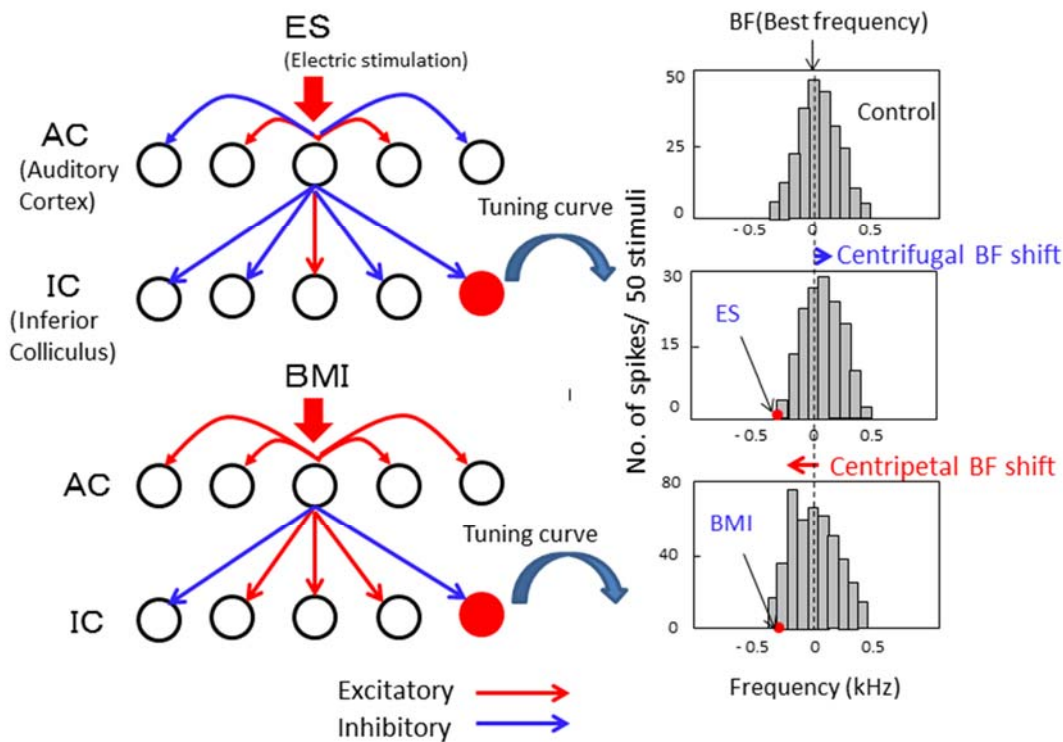 ES
(Electric stimulation)
AC
(Auditory
Cortex)
IC
(Inferior
Colliculus)
Tuning curve
BMI
AC
IC
Tuning curve
Excitatory
Inhibitory
BF(Best frequency)
50
25
0
Control
- 0.5 0 0.5
Centrifugal BF shift
30
15
0
ES
- 0.5 0 0.5
Centripetal BF shift
80
40
0
BMI
- 0.5 0 0.5
No. of spikes/ 50 stimuli
Frequency (kHz)